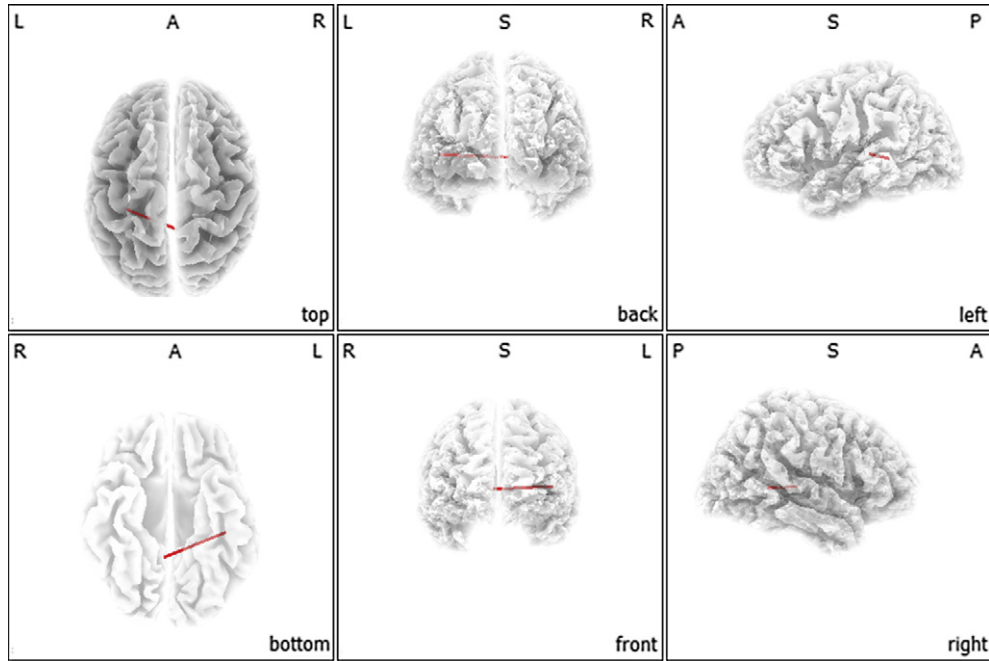 L A R
top
L S R
back
A S P
left
R A L
bottom
R S L
front
P S A
right